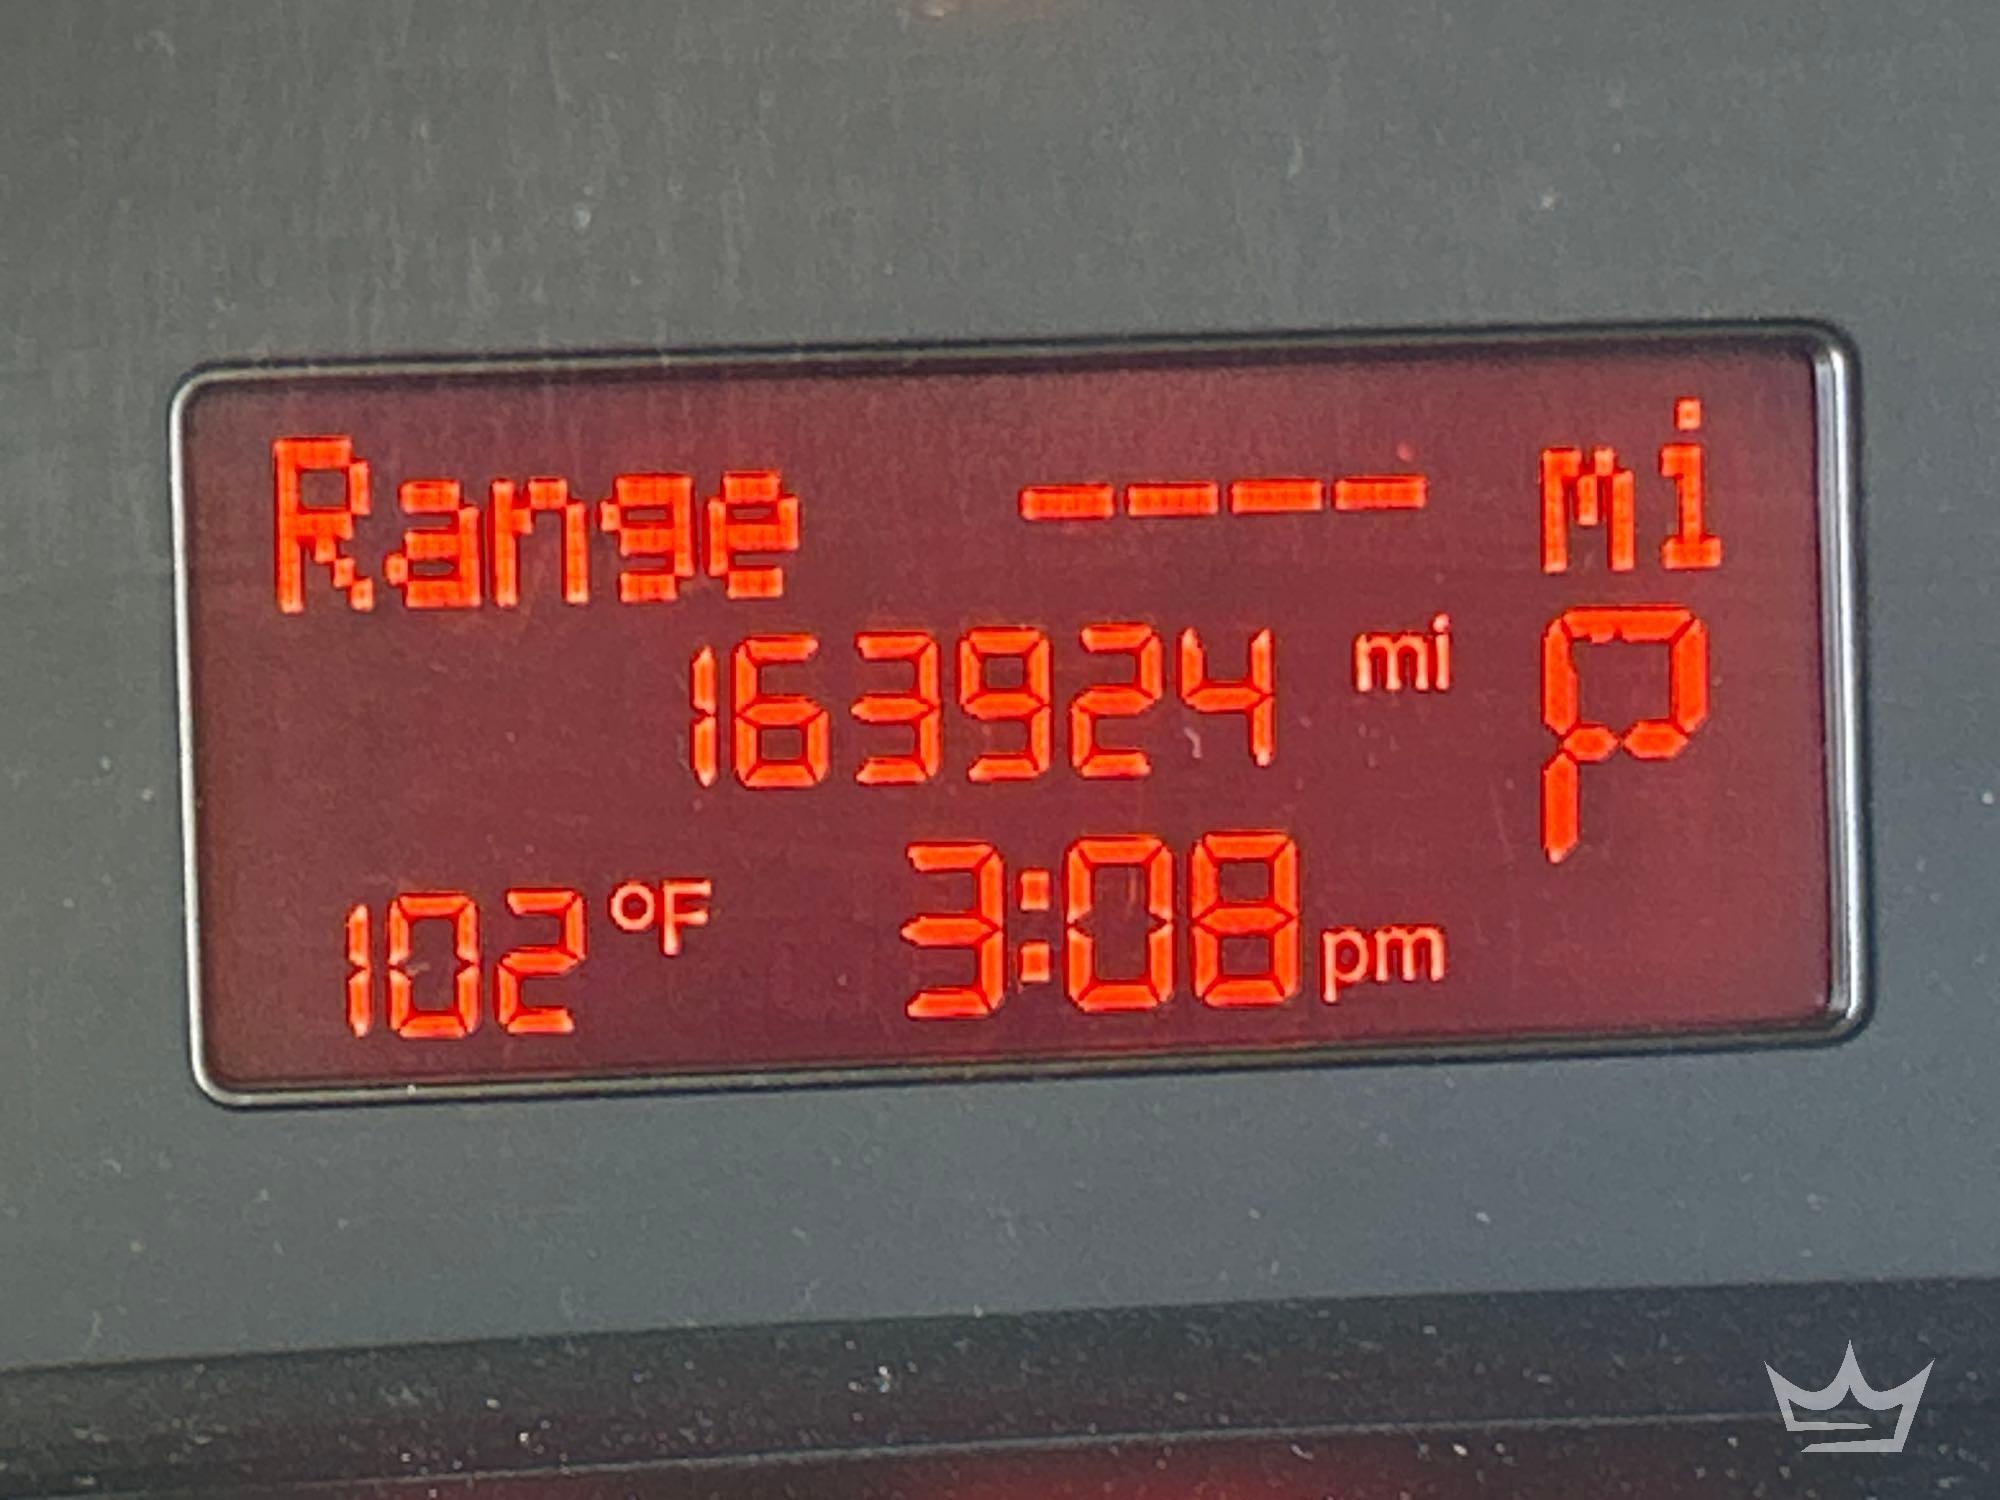 Range ---- mi
163924 mi P
102 °F 3:08 pm